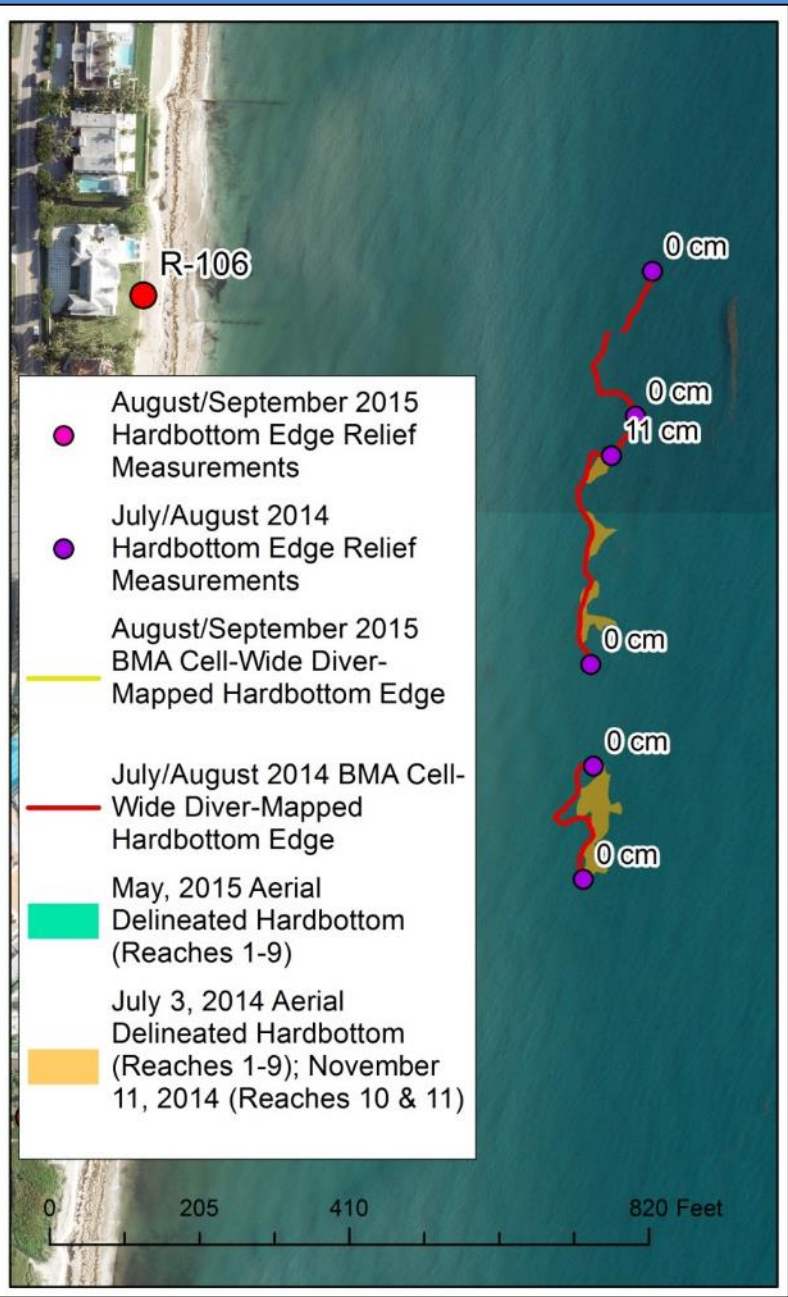 0 cm
R-106
0 cm
11 cm
August/September 2015
Hardbottom Edge Relief
Measurements
July/August 2014
Hardbottom Edge Relief
Measurements
August/September 2015
BMA Cell-Wide Diver-
Mapped Hardbottom Edge
0 cm
July/August 2014 BMA Cell-
Wide Diver-Mapped
Hardbottom Edge
0 cm
0 cm
May, 2015 Aerial
Delineated Hardbottom
(Reaches 1-9)
July 3, 2014 Aerial
Delineated Hardbottom
(Reaches 1-9); November
11, 2014 (Reaches 10 & 11)
0 205 410 820 Feet